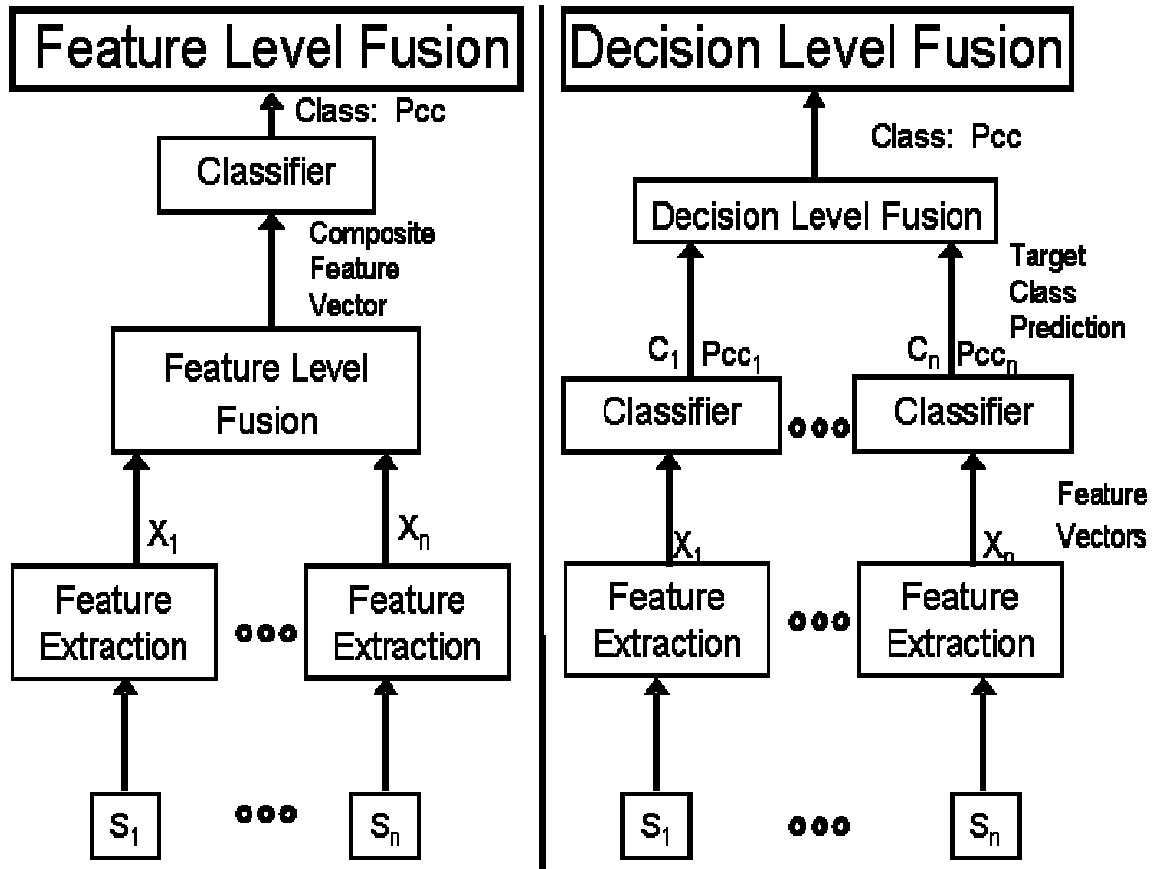 Feature Level Fusion
Class: Pcc
Classifier
Composite
Feature
Vector
Feature Level
Fusion
X1
Xn
Feature
Extraction
Feature
Extraction
S1
Sn
Decision Level Fusion
Class: Pcc
Decision Level Fusion
Target
Class
Prediction
C1 Pcc1
Cn Pccn
Classifier
Classifier
Feature
Vectors
X1
Xn
Feature
Extraction
Feature
Extraction
S1
Sn